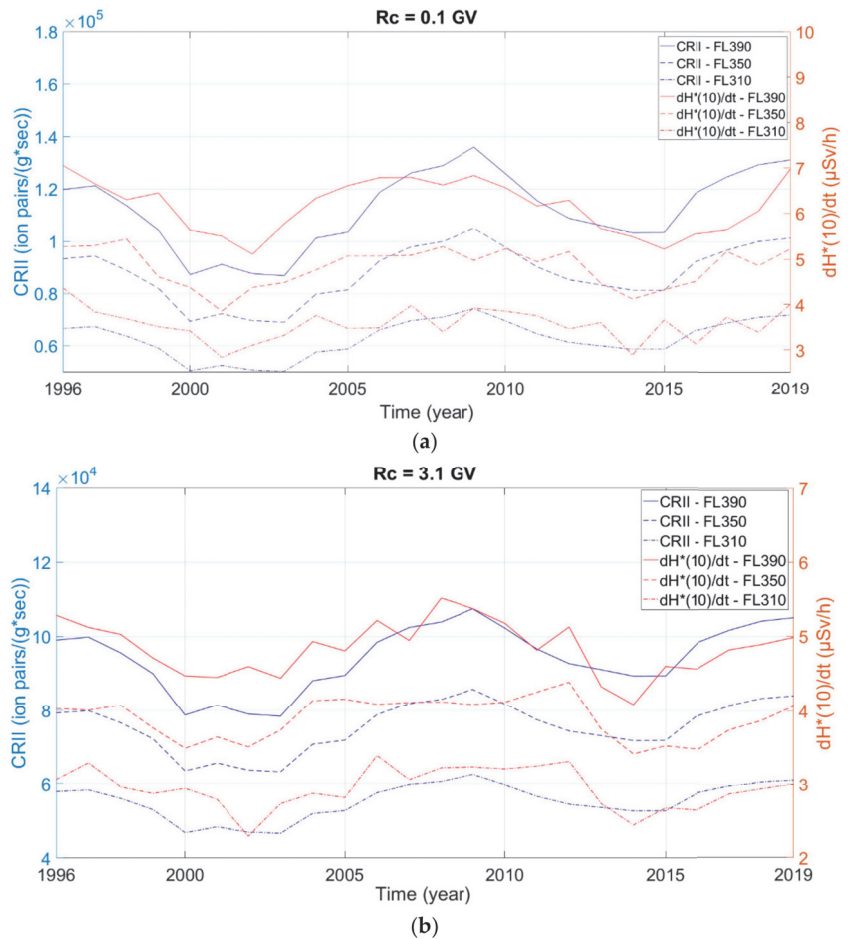 Rc = 0.1 GV
×10⁵
1.8
1.6
1.4
1.2
1
0.8
0.6
CRII (ion pairs/(g*sec))
10
9
8
7
6
5
4
3
dH*(10)/dt (μSv/h)
CRII - FL390
CRII - FL350
CRII - FL310
dH*(10)/dt - FL390
dH*(10)/dt - FL350
dH*(10)/dt - FL310
1996 2000 2005 2010 2015 2019
Time (year)
(a)
Rc = 3.1 GV
×10⁴
14
12
10
8
6
4
CRII (ion pairs/(g*sec))
7
6
5
4
3
2
dH*(10)/dt (μSv/h)
CRII - FL390
CRII - FL350
CRII - FL310
dH*(10)/dt - FL390
dH*(10)/dt - FL350
dH*(10)/dt - FL310
1996 2000 2005 2010 2015 2019
Time (year)
(b)